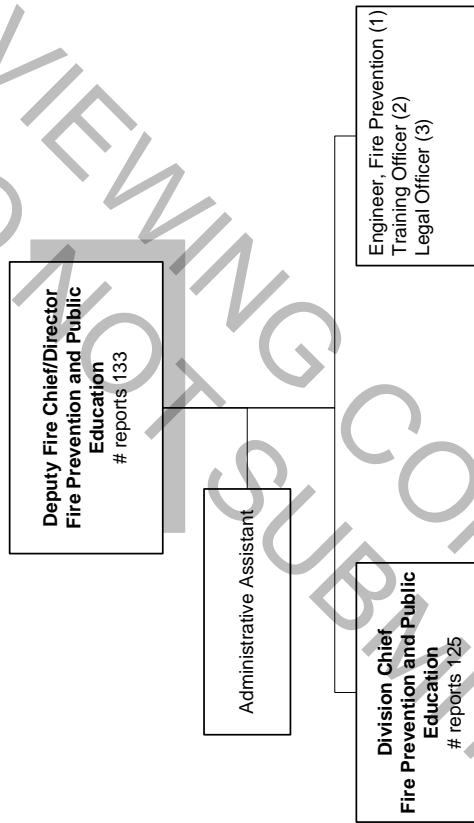 Deputy Fire Chief/Director
Fire Prevention and Public
Education
# reports 133
Administrative Assistant
Division Chief
Fire Prevention and Public
Education
# reports 125
Engineer, Fire Prevention (1)
Training Officer (2)
Legal Officer (3)